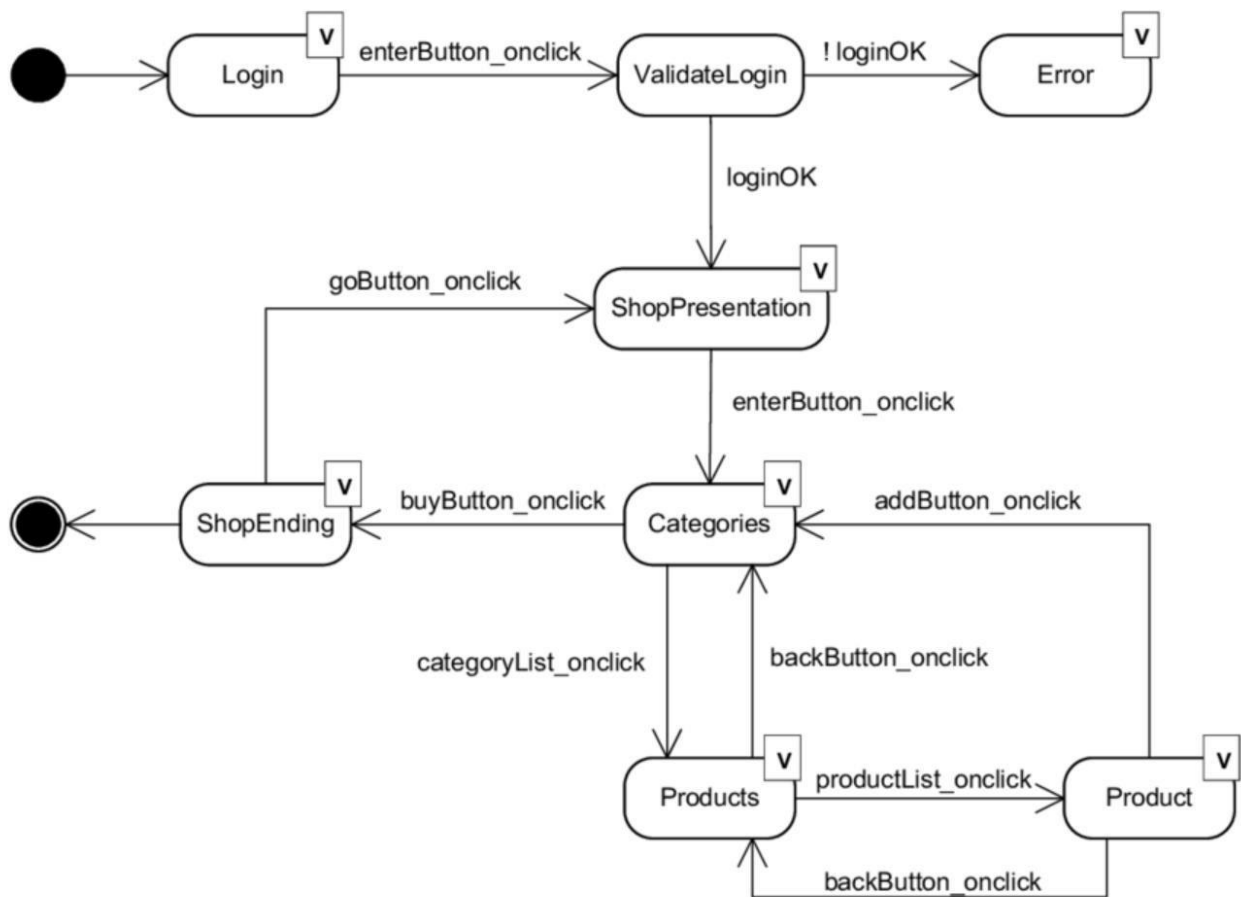 V
V
Login
enterButton_onclick
ValidateLogin
! loginOK
Error
loginOK
V
goButton_onclick
ShopPresentation
enterButton_onclick
V
V
ShopEnding
buyButton_onclick
Categories
addButton_onclick
categoryList_onclick
backButton_onclick
V
V
Products
productList_onclick
Product
backButton_onclick